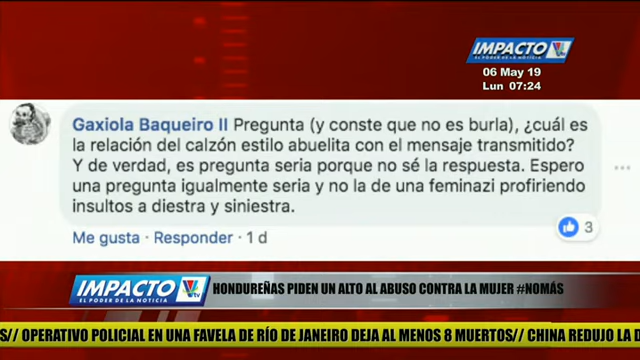 IMPACTO
TV
EL PODER DE LA NOTICIA
06 May 19
Lun 07:24
Gaxiola Baqueiro II Pregunta (y conste que no es burla), ¿cuál es
la relación del calzón estilo abuelita con el mensaje transmitido?
Y de verdad, es pregunta seria porque no sé la respuesta. Espero
una pregunta igualmente seria y no la de una feminazi profiriendo
insultos a diestra y siniestra.
3
Me gusta · Responder · 1 d
IMPACTO
TV
EL PODER DE LA NOTICIA
HONDUREÑAS PIDEN UN ALTO AL ABUSO CONTRA LA MUJER #NOMÁS
S// OPERATIVO POLICIAL EN UNA FAVELA DE RÍO DE JANEIRO DEJA AL MENOS 8 MUERTOS// CHINA REDUJO LA D